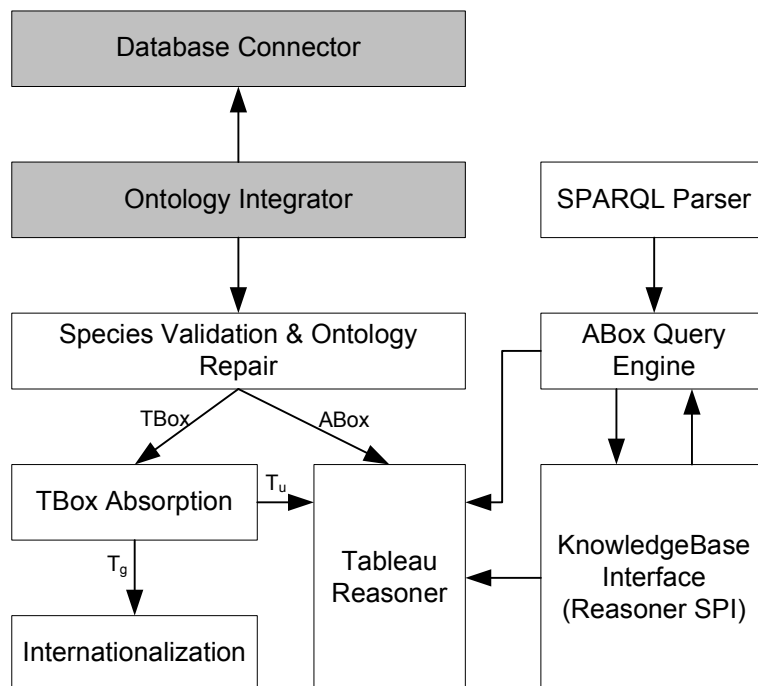 Database Connector
Ontology Integrator
SPARQL Parser
Species Validation & Ontology
Repair
ABox Query
Engine
TBox
ABox
TBox Absorption
Tu
Tg
Tableau
Reasoner
KnowledgeBase
Interface
(Reasoner SPI)
Internationalization